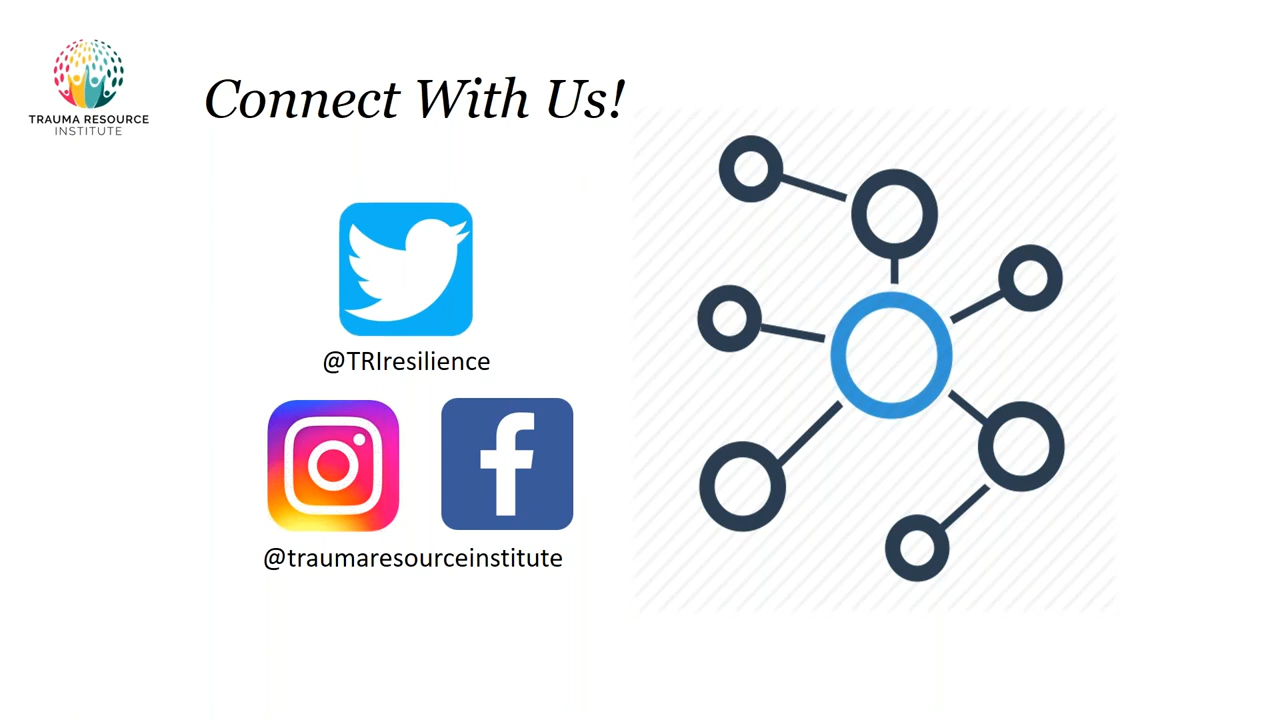 TRAUMA RESOURCE
INSTITUTE
Connect With Us!
@TRIresilience
@traumaresourceinstitute